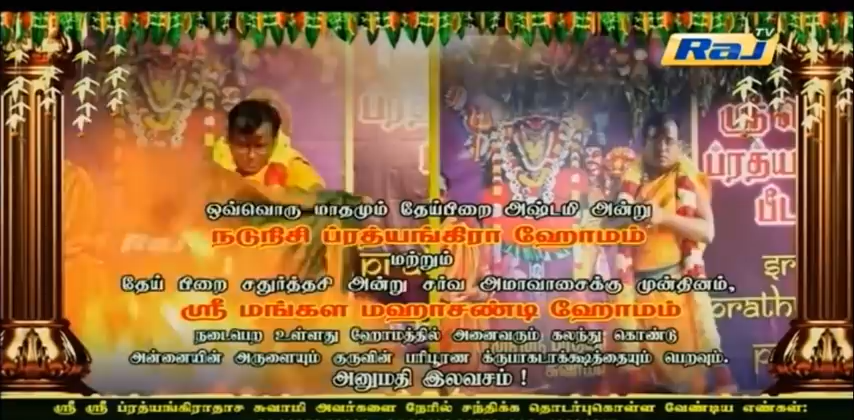 Raj TV
ஒவ்வொரு மாதமும் தேய்பிறை அஷ்டமி அன்று
நடுநிசி ப்ரத்யங்கிரா ஹோமம்
மற்றும்
தேய் பிறை சதுர்த்தசி அன்று சர்வ அமாவாசைக்கு முன்தினம்,
ஸ்ரீ மங்கள மஹாசண்டி ஹோமம்
நடைபெற உள்ளது ஹோமத்தில் அனைவரும் கலந்து கொண்டு
அன்னையின் அருளையும் குருவின் பரிபூரண க்ருபாகடாக்ஷத்தையும் பெறவும்.
அனுமதி இலவசம் !
ஸ்ரீ ஸ்ரீ ப்ரத்யங்கிராதாச சுவாமி அவர்களை நேரில் சந்திக்க தொடர்புகொள்ள வேண்டிய எண்கள்: